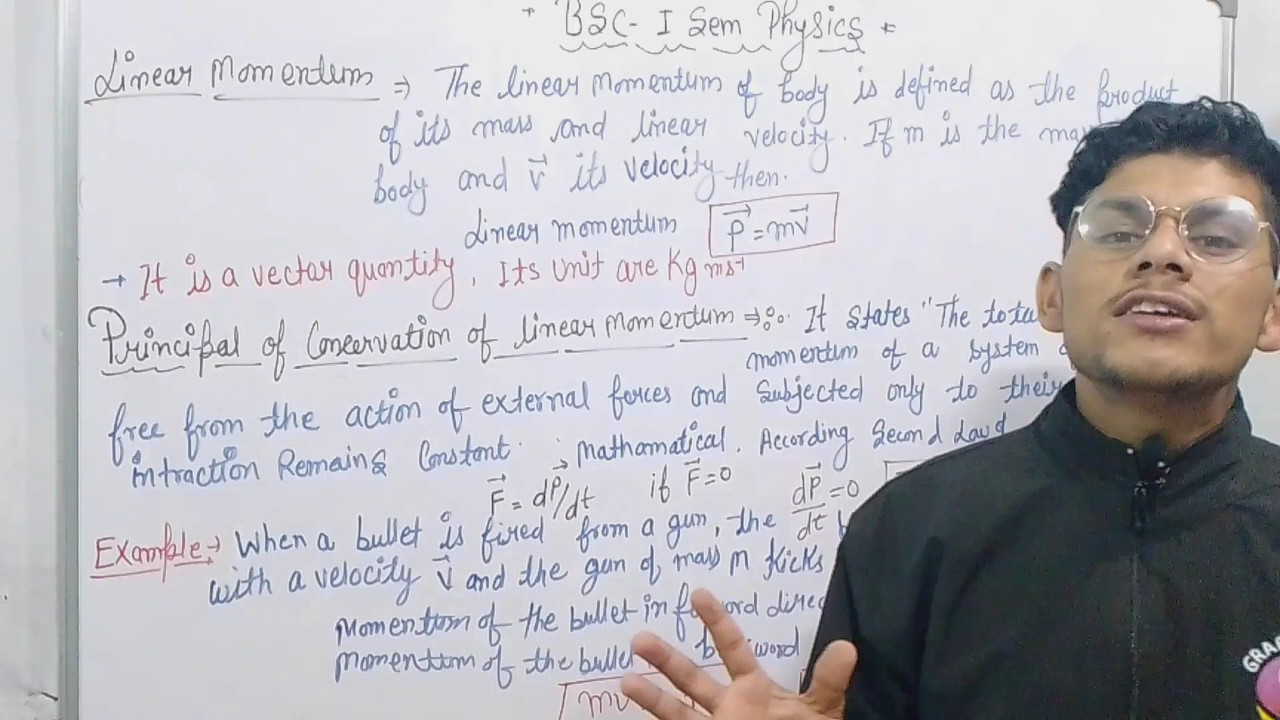 * BSC- I Sem Physics *
Linear Momentum ⇒ The linear momentum of body is defined as the product
of its mass and linear velocity. If m is the
body and v⃗ its velocity then.
Linear momentum P⃗ = mv⃗
→ It is a vector quantity, Its Unit are Kg ms⁻¹
Principal of Conservation of linear momentum ⇒ It States "The
momentum of a system
free from the action of external forces and Subjected only to their
intraction Remains Constant. Mathematical. According Second
F⃗ = dP⃗/dt if F⃗=0 dP⃗/dt =0
Example:→ When a bullet is fired from a gun, the
with a velocity v⃗ and the gun of mass m Kicks
Momentum of the bullet in
Momentum of the
mv